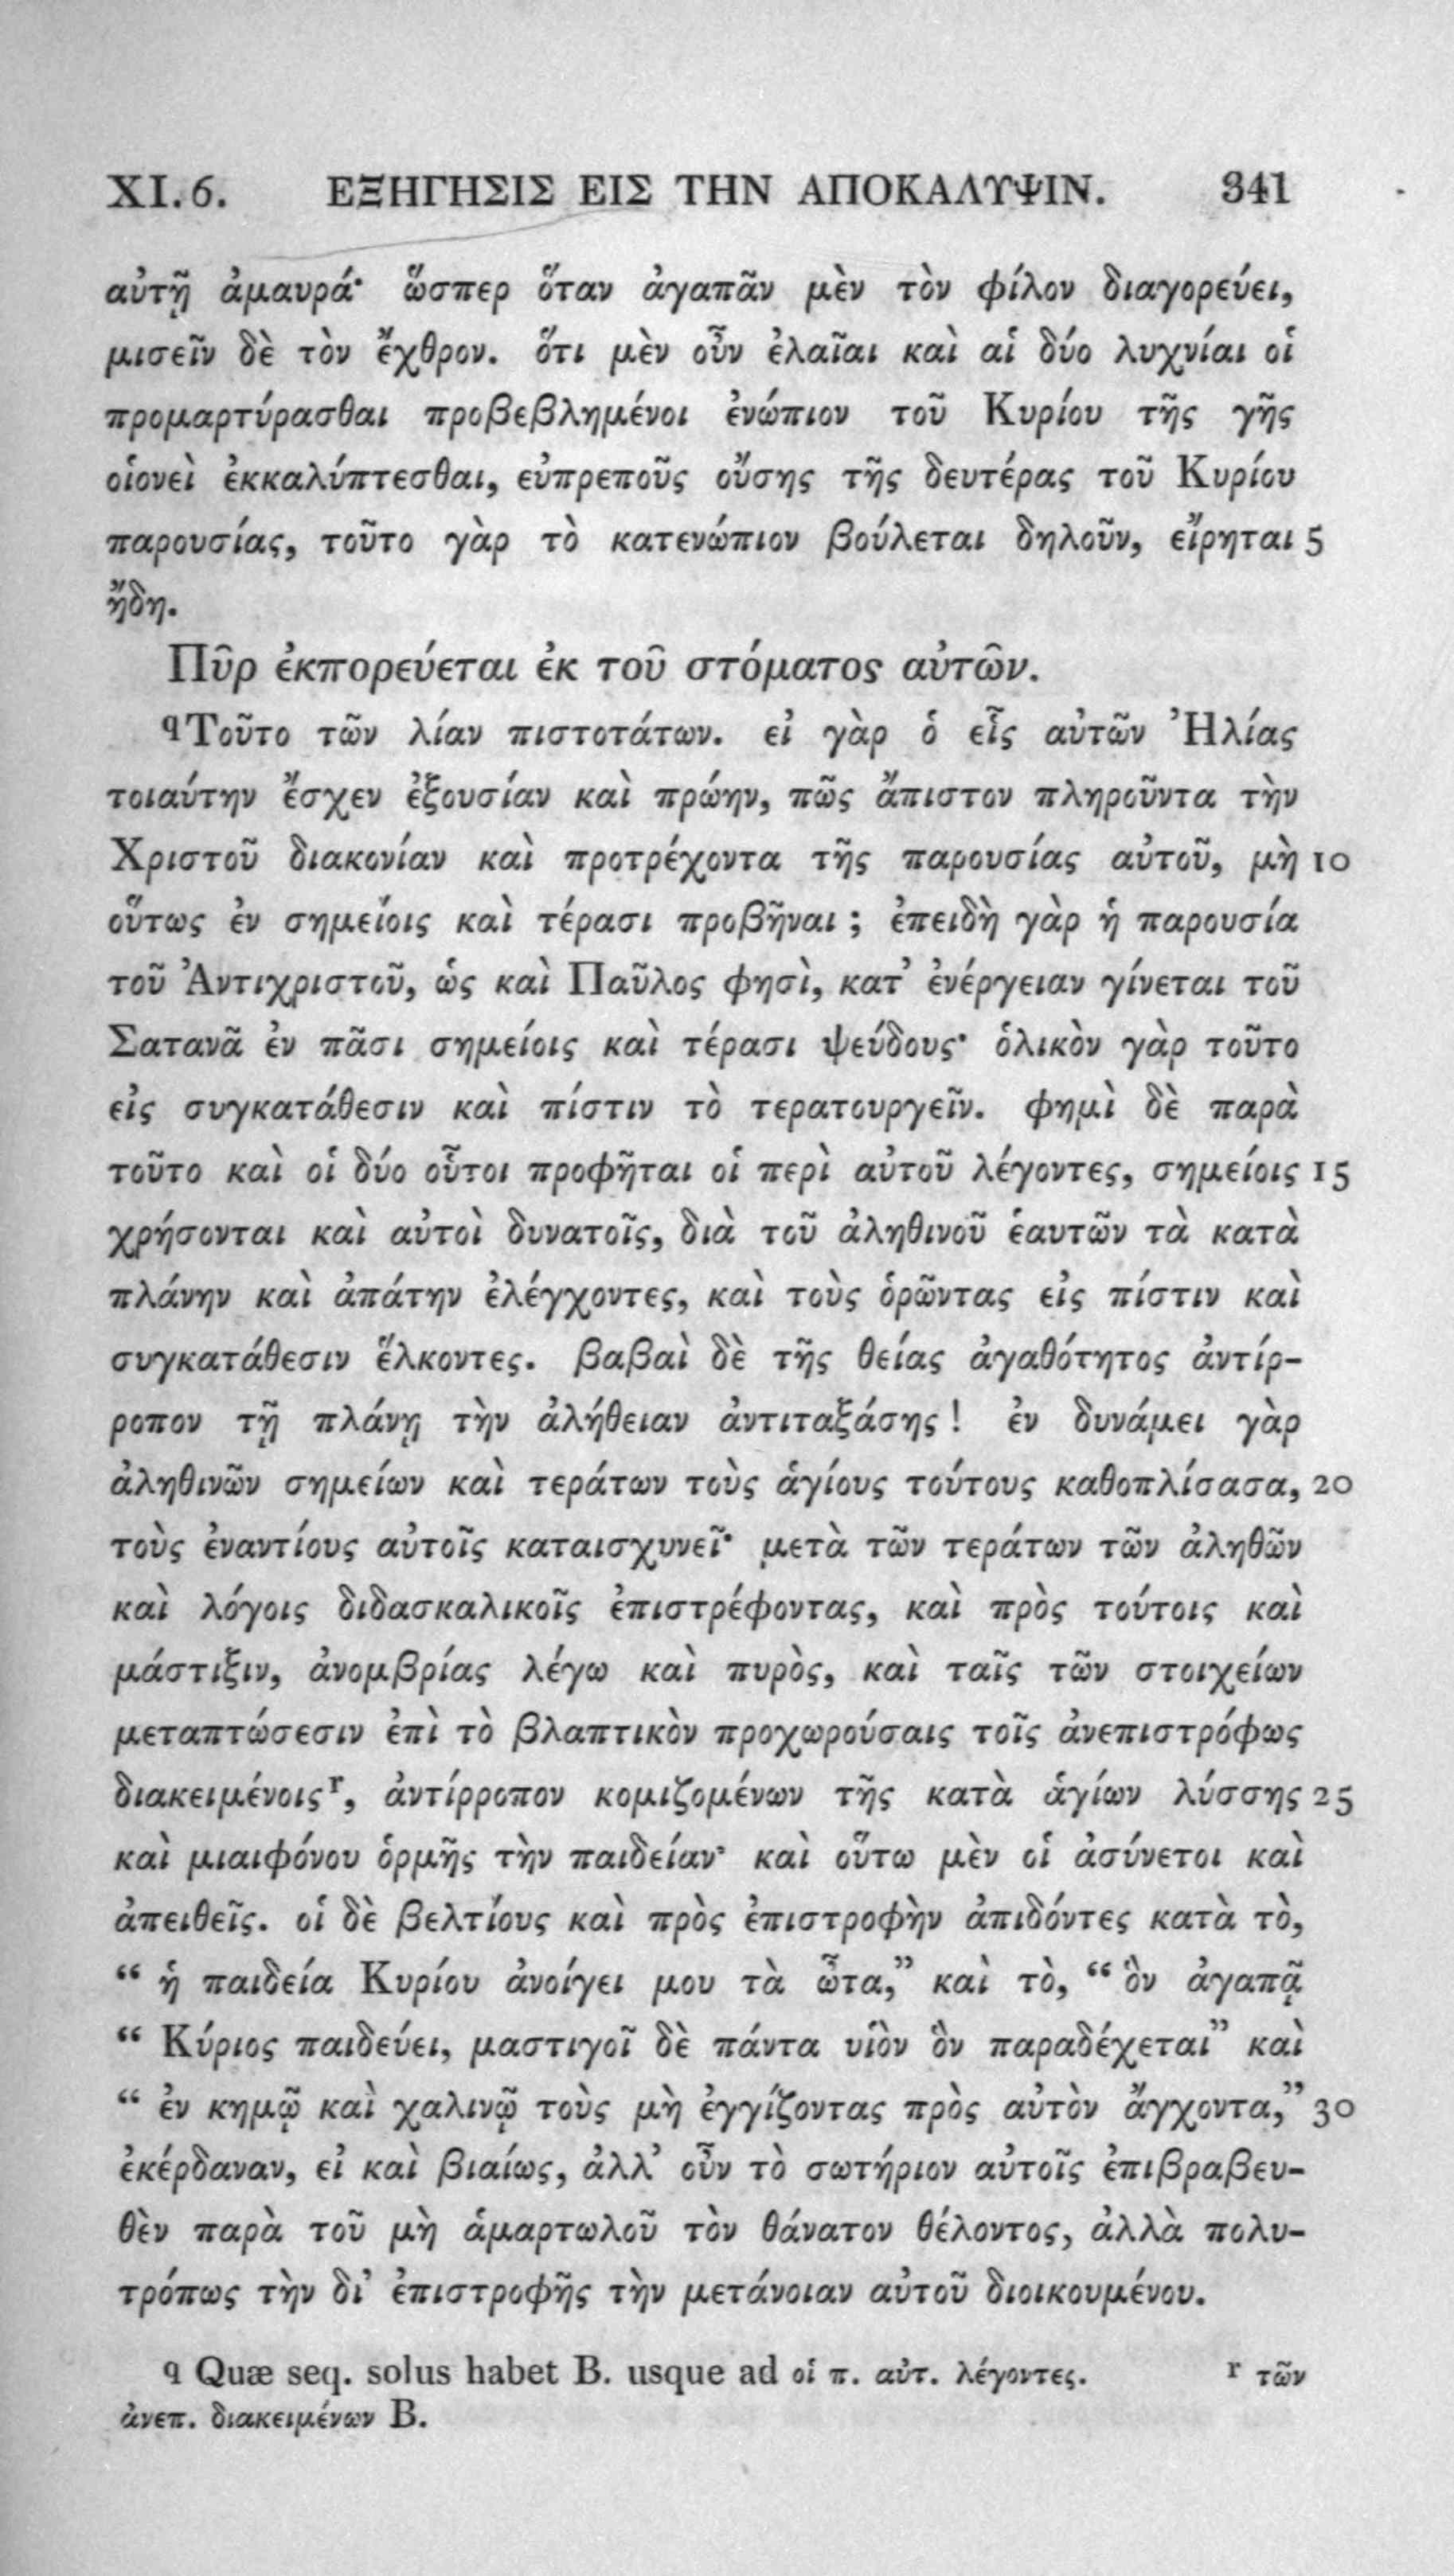 XI. 6. ΕΞΗΓΗΣΙΣ ΕΙΣ ΤΗΝ ΑΠΟΚΑΛΥΨΙΝ. 341
αὐτῇ ἀμαυρά· ὥσπερ ὅταν ἀγαπᾶν μὲν τὸν φίλον διαγορεύει,
μισεῖν δὲ τὸν ἔχθρον. ὅτι μὲν οὖν ἐλαῖαι καὶ αἱ δύο λυχνίαι οἱ
προμαρτύρασθαι προβεβλημένοι ἐνώπιον τοῦ Κυρίου τῆς γῆς
οἱονεὶ ἐκκαλύπτεσθαι, εὐπρεποῦς οὔσης τῆς δευτέρας τοῦ Κυρίου
παρουσίας, τοῦτο γὰρ τὸ κατενώπιον βούλεται δηλοῦν, εἴρηται 5
ἤδη.
Πῦρ ἐκπορεύεται ἐκ τοῦ στόματος αὐτῶν.
q Τοῦτο τῶν λίαν πιστοτάτων. εἰ γὰρ ὁ εἷς αὐτῶν Ἠλίας
τοιαύτην ἔσχεν ἐξουσίαν καὶ πρώην, πῶς ἄπιστον πληροῦντα τὴν
Χριστοῦ διακονίαν καὶ προτρέχοντα τῆς παρουσίας αὐτοῦ, μὴ 10
οὕτως ἐν σημείοις καὶ τέρασι προβῆναι ; ἐπειδὴ γὰρ ἡ παρουσία
τοῦ Ἀντιχριστοῦ, ὡς καὶ Παῦλος φησὶ, κατ’ ἐνέργειαν γίνεται τοῦ
Σατανᾶ ἐν πᾶσι σημείοις καὶ τέρασι ψεύδους· ὁλικὸν γὰρ τοῦτο
εἰς συγκατάθεσιν καὶ πίστιν τὸ τερατουργεῖν. φημὶ δὲ παρὰ
τοῦτο καὶ οἱ δύο οὗτοι προφῆται οἱ περὶ αὐτοῦ λέγοντες, σημείοις 15
χρήσονται καὶ αὐτοὶ δυνατοῖς, διὰ τοῦ ἀληθινοῦ ἑαυτῶν τὰ κατὰ
πλάνην καὶ ἀπάτην ἐλέγχοντες, καὶ τοὺς ὁρῶντας εἰς πίστιν καὶ
συγκατάθεσιν ἕλκοντες. βαβαὶ δὲ τῆς θείας ἀγαθότητος ἀντίρ-
ροπον τῇ πλάνῃ τὴν ἀλήθειαν ἀντιταξάσης ! ἐν δυνάμει γὰρ
ἀληθινῶν σημείων καὶ τεράτων τοὺς ἁγίους τούτους καθοπλίσασα, 20
τοὺς ἐναντίους αὐτοῖς καταισχυνεῖ· μετὰ τῶν τεράτων τῶν ἀληθῶν
καὶ λόγοις διδασκαλικοῖς ἐπιστρέφοντας, καὶ πρὸς τούτοις καὶ
μάστιξιν, ἀνομβρίας λέγω καὶ πυρὸς, καὶ ταῖς τῶν στοιχείων
μεταπτώσεσιν ἐπὶ τὸ βλαπτικὸν προχωρούσαις τοῖς ἀνεπιστρόφως
διακειμένοις r, ἀντίρροπον κομιζομένων τῆς κατὰ ἁγίων λύσσης 25
καὶ μιαιφόνου ὁρμῆς τὴν παιδείαν· καὶ οὕτω μὲν οἱ ἀσύνετοι καὶ
ἀπειθεῖς. οἱ δὲ βελτίους καὶ πρὸς ἐπιστροφὴν ἀπιδόντες κατὰ τὸ,
“ ἡ παιδεία Κυρίου ἀνοίγει μου τὰ ὦτα,” καὶ τὸ, “ ὃν ἀγαπᾷ
“ Κύριος παιδεύει, μαστιγοῖ δὲ πάντα υἱὸν ὃν παραδέχεται” καὶ
“ ἐν κημῷ καὶ χαλινῷ τοὺς μὴ ἐγγίζοντας πρὸς αὐτὸν ἄγχοντα,” 30
ἐκέρδαναν, εἰ καὶ βιαίως, ἀλλ’ οὖν τὸ σωτήριον αὐτοῖς ἐπιβραβευ-
θὲν παρὰ τοῦ μὴ ἁμαρτωλοῦ τὸν θάνατον θέλοντος, ἀλλὰ πολυ-
τρόπως τὴν δι’ ἐπιστροφῆς τὴν μετάνοιαν αὐτοῦ διοικουμένου.
q Quæ seq. solus habet B. usque ad οἱ π. αὐτ. λέγοντες. r τῶν
ἀνεπ. διακειμένων B.